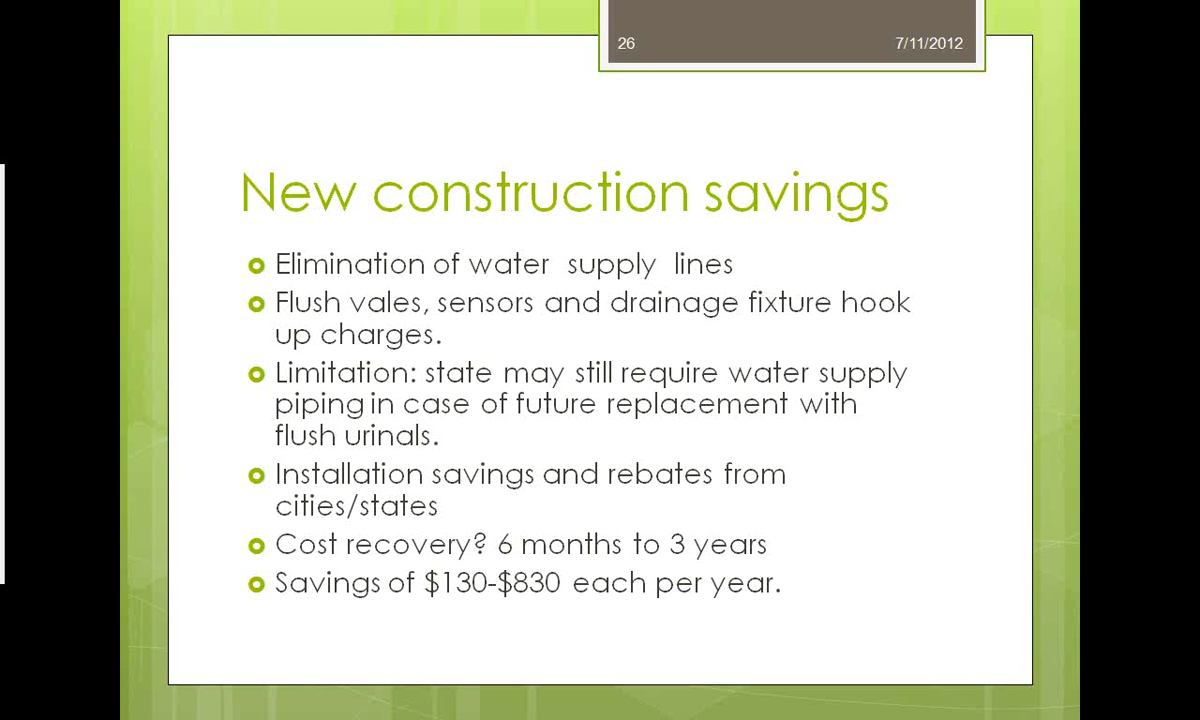 26
7/11/2012
New construction savings
Elimination of water supply lines
Flush vales, sensors and drainage fixture hook
up charges.
Limitation: state may still require water supply
piping in case of future replacement with
flush urinals.
Installation savings and rebates from
cities/states
Cost recovery? 6 months to 3 years
Savings of $130-$830 each per year.